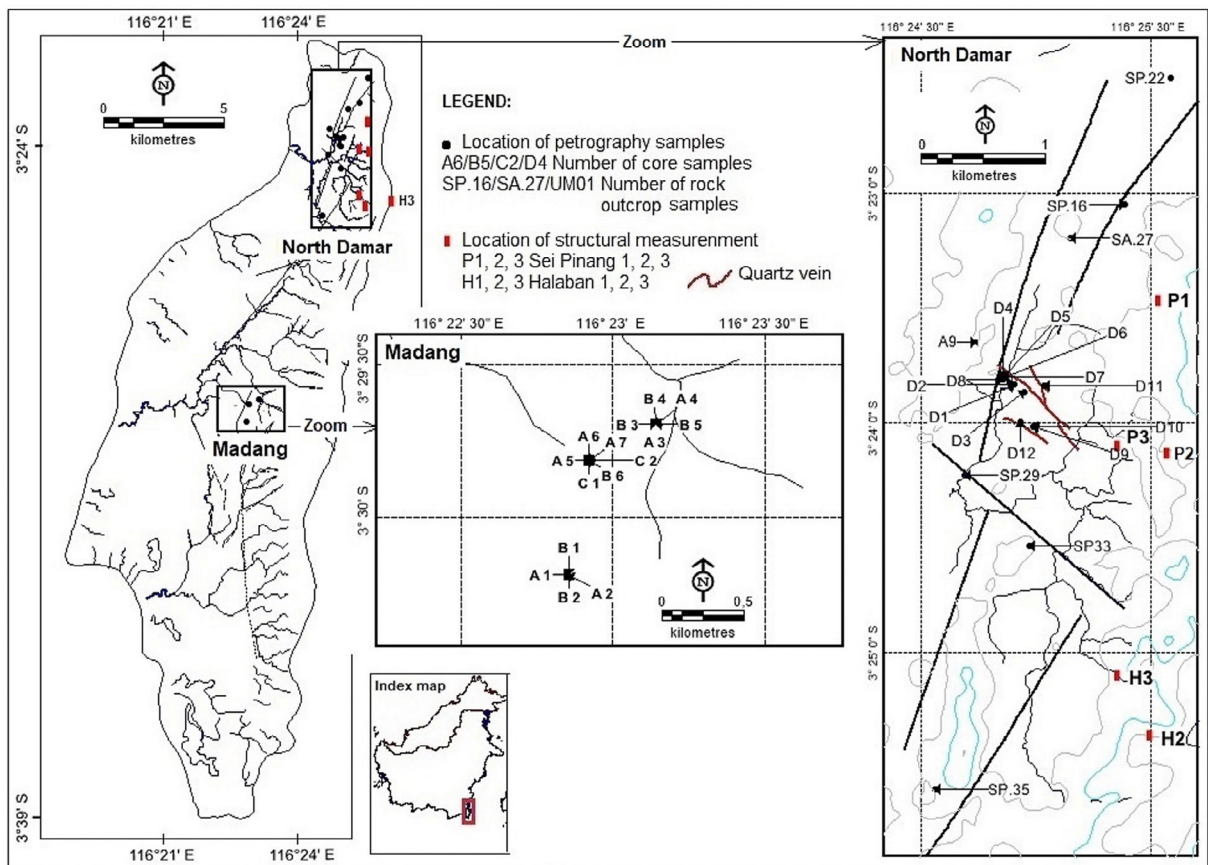 116°21' E
116°24' E
Zoom
116°24' 30" E
116°25' 30" E
N
0
5
kilometres
3°24'
H3
North Damar
Madang
Zoom
3°39' S
116°21' E
116°24' E
LEGEND:
Location of petrography samples
A6/B5/C2/D4 Number of core samples
SP.16/SA.27/UM01 Number of rock
outcrop samples
Location of structural measurenment
P1, 2, 3 Sei Pinang 1, 2, 3
H1, 2, 3 Halaban 1, 2, 3
Quartz vein
116°22' 30" E
116°23' E
116°23' 30" E
Madang
3°29' 30"S
3°30' S
B 4
A 4
B 3
B 5
A 3
A 6
A 7
A 5
C 2
B 6
C 1
B 1
A 1
B 2
A 2
N
0
0,5
kilometres
Index map
North Damar
SP.22
N
0
1
kilometres
3°23' 0" S
SP.16
SA.27
P1
D4
D5
D6
A9
D2
D8
D7
D11
D1
D3
D10
3°24' 0" S
P3
P2
D12
D9
SP.29
SP33
3°25' 0" S
H3
H2
SP.35